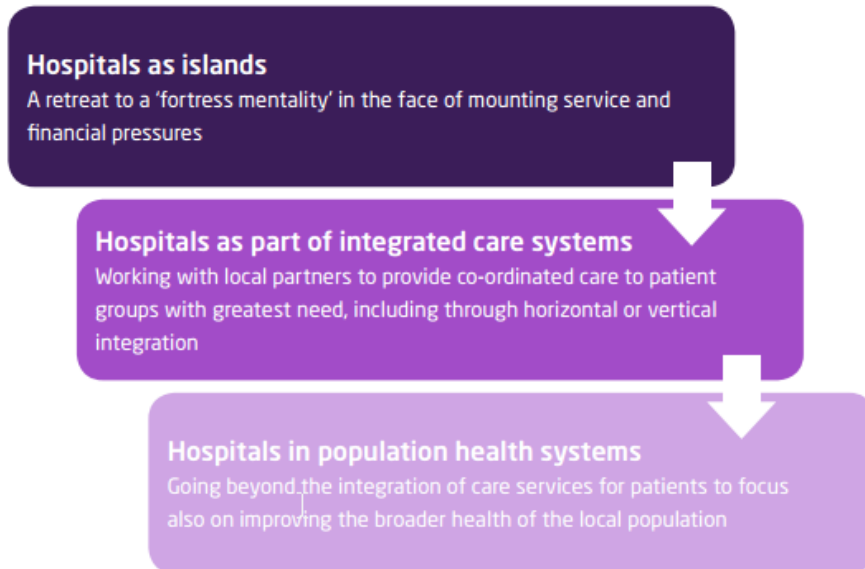 Hospitals as islands
A retreat to a ‘fortress mentality’ in the face of mounting service and
financial pressures
Hospitals as part of integrated care systems
Working with local partners to provide co-ordinated care to patient
groups with greatest need, including through horizontal or vertical
integration
Hospitals in population health systems
Going beyond the integration of care services for patients to focus
also on improving the broader health of the local population